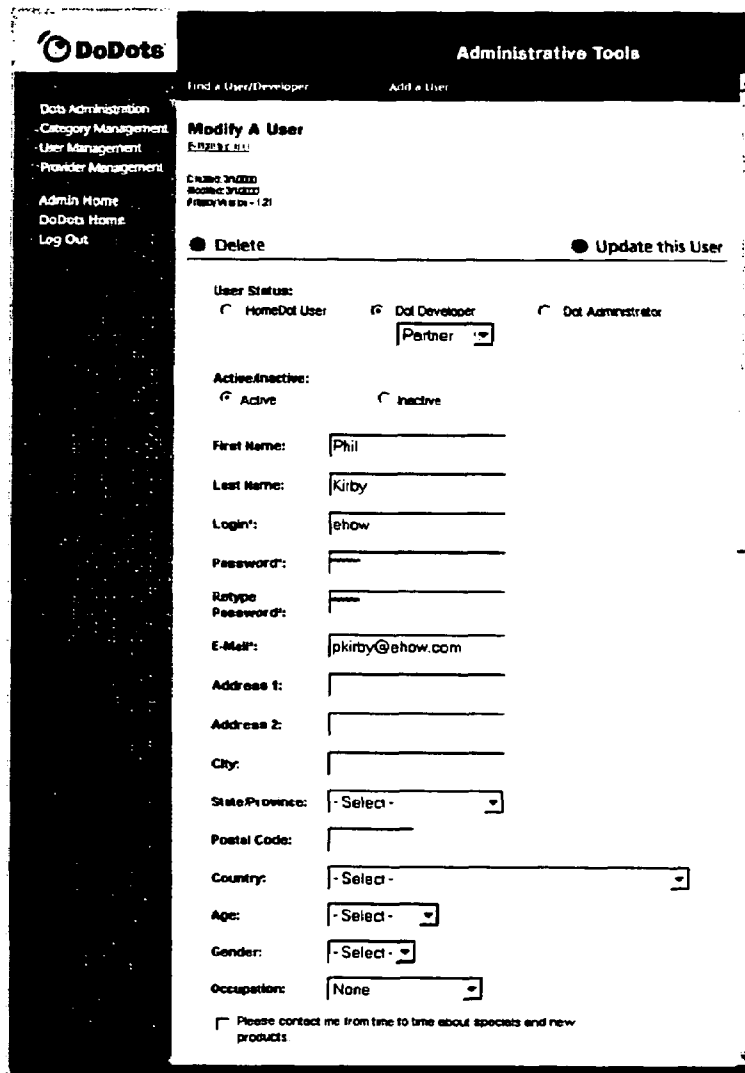 DoDots
Administrative Tools
Find a User/Developer Add a User
Dots Administration
Category Management
User Management
Provider Management
Admin Home
DoDots Home
Log Out
Modify A User
Created:
Modified:
- 1.21
Delete Update this User
User Status:
HomeDot User Dot Developer Dot Administrator
Partner
Active/Inactive:
Active Inactive
First Name: Phil
Last Name: Kirby
Login*: ehow
Password*:
Retype
Password*:
E-Mail*: pkirby@ehow.com
Address 1:
Address 2:
City:
State/Province: - Select -
Postal Code:
Country: - Select -
Age: - Select -
Gender: - Select -
Occupation: None
Please contact me from time to time about specials and new
products.